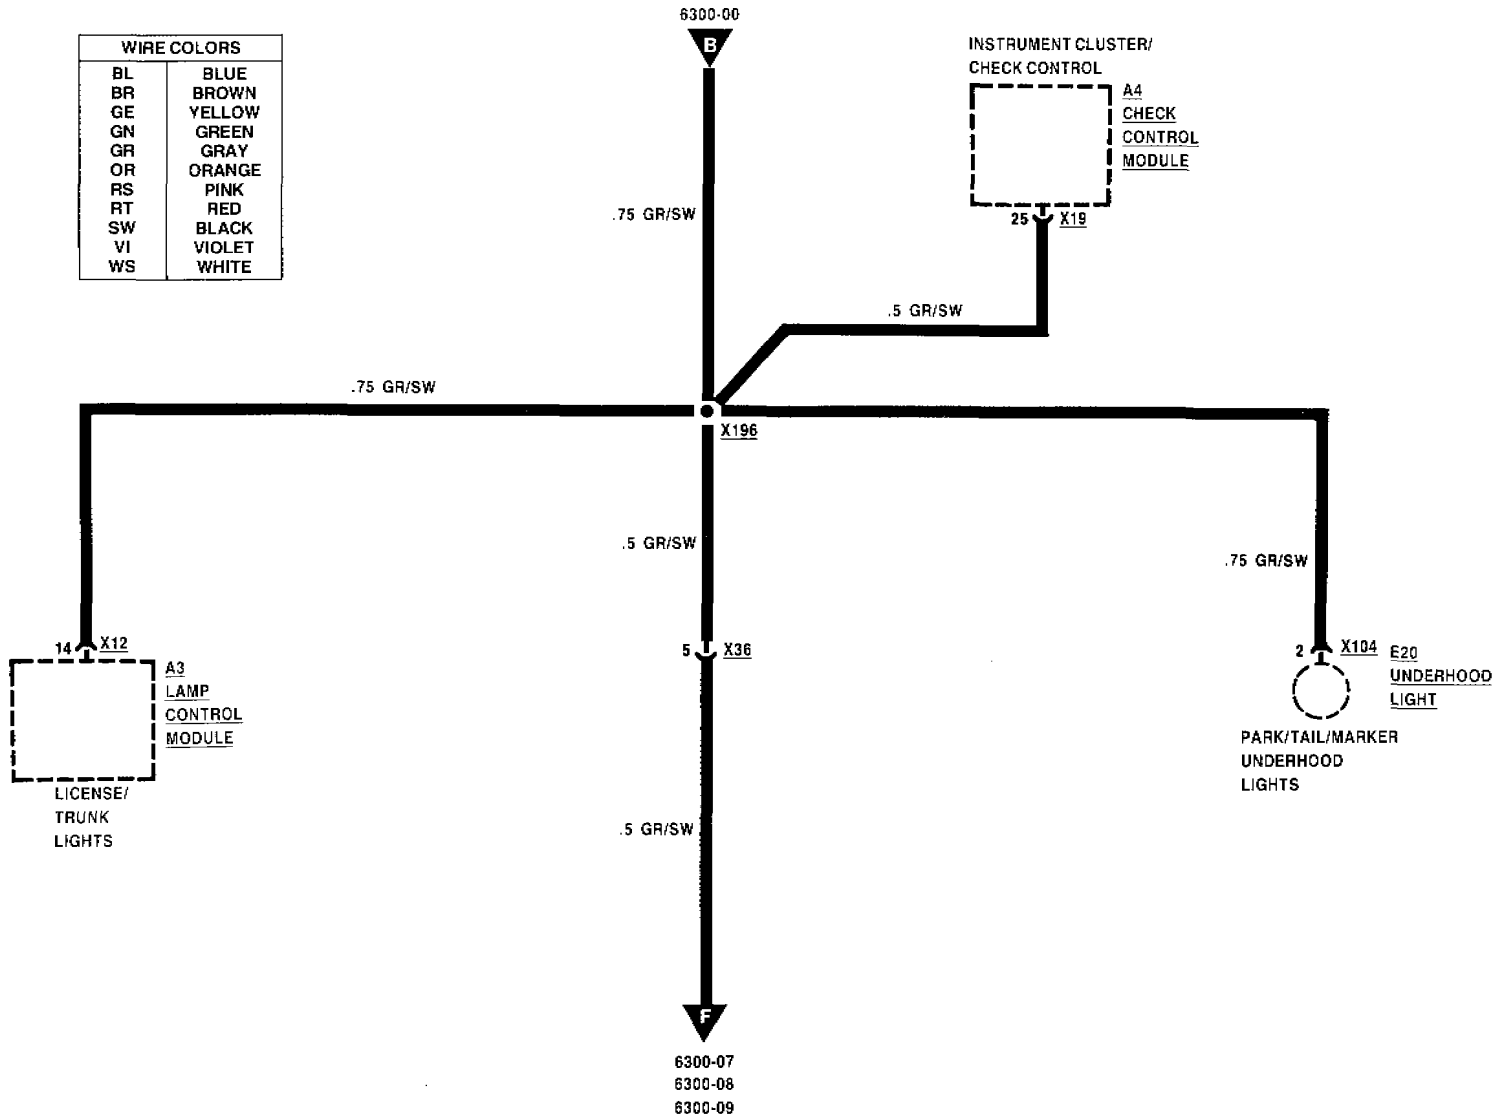 6300-00
B
WIRE COLORS
BL BLUE
BR BROWN
GE YELLOW
GN GREEN
GR GRAY
OR ORANGE
RS PINK
RT RED
SW BLACK
VI VIOLET
WS WHITE
INSTRUMENT CLUSTER/
CHECK CONTROL
A4
CHECK
CONTROL
MODULE
25 X19
.75 GR/SW
.5 GR/SW
.75 GR/SW
X196
.5 GR/SW
.75 GR/SW
14 X12
A3
LAMP
CONTROL
MODULE
LICENSE/
TRUNK
LIGHTS
5 X36
2 X104
E20
UNDERHOOD
LIGHT
PARK/TAIL/MARKER
UNDERHOOD
LIGHTS
.5 GR/SW
F
6300-07
6300-08
6300-09